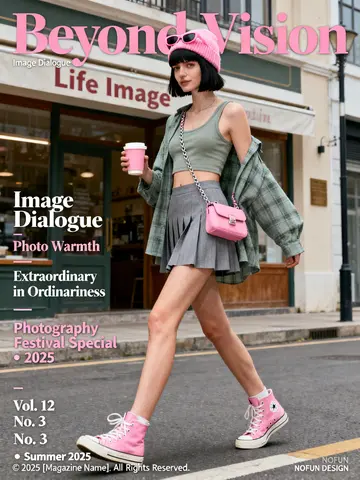 Beyond Vision
Image Dialogue
Life Image
Image
Dialogue
Photo Warmth
Extraordinary
in Ordinariness
Photography
Festival Special
• 2025
Vol. 12
No. 3
No. 3
• Summer 2025
© 2025 [Magazine Name]. All Rights Reserved.
NOFUN
NOFUN DESIGN